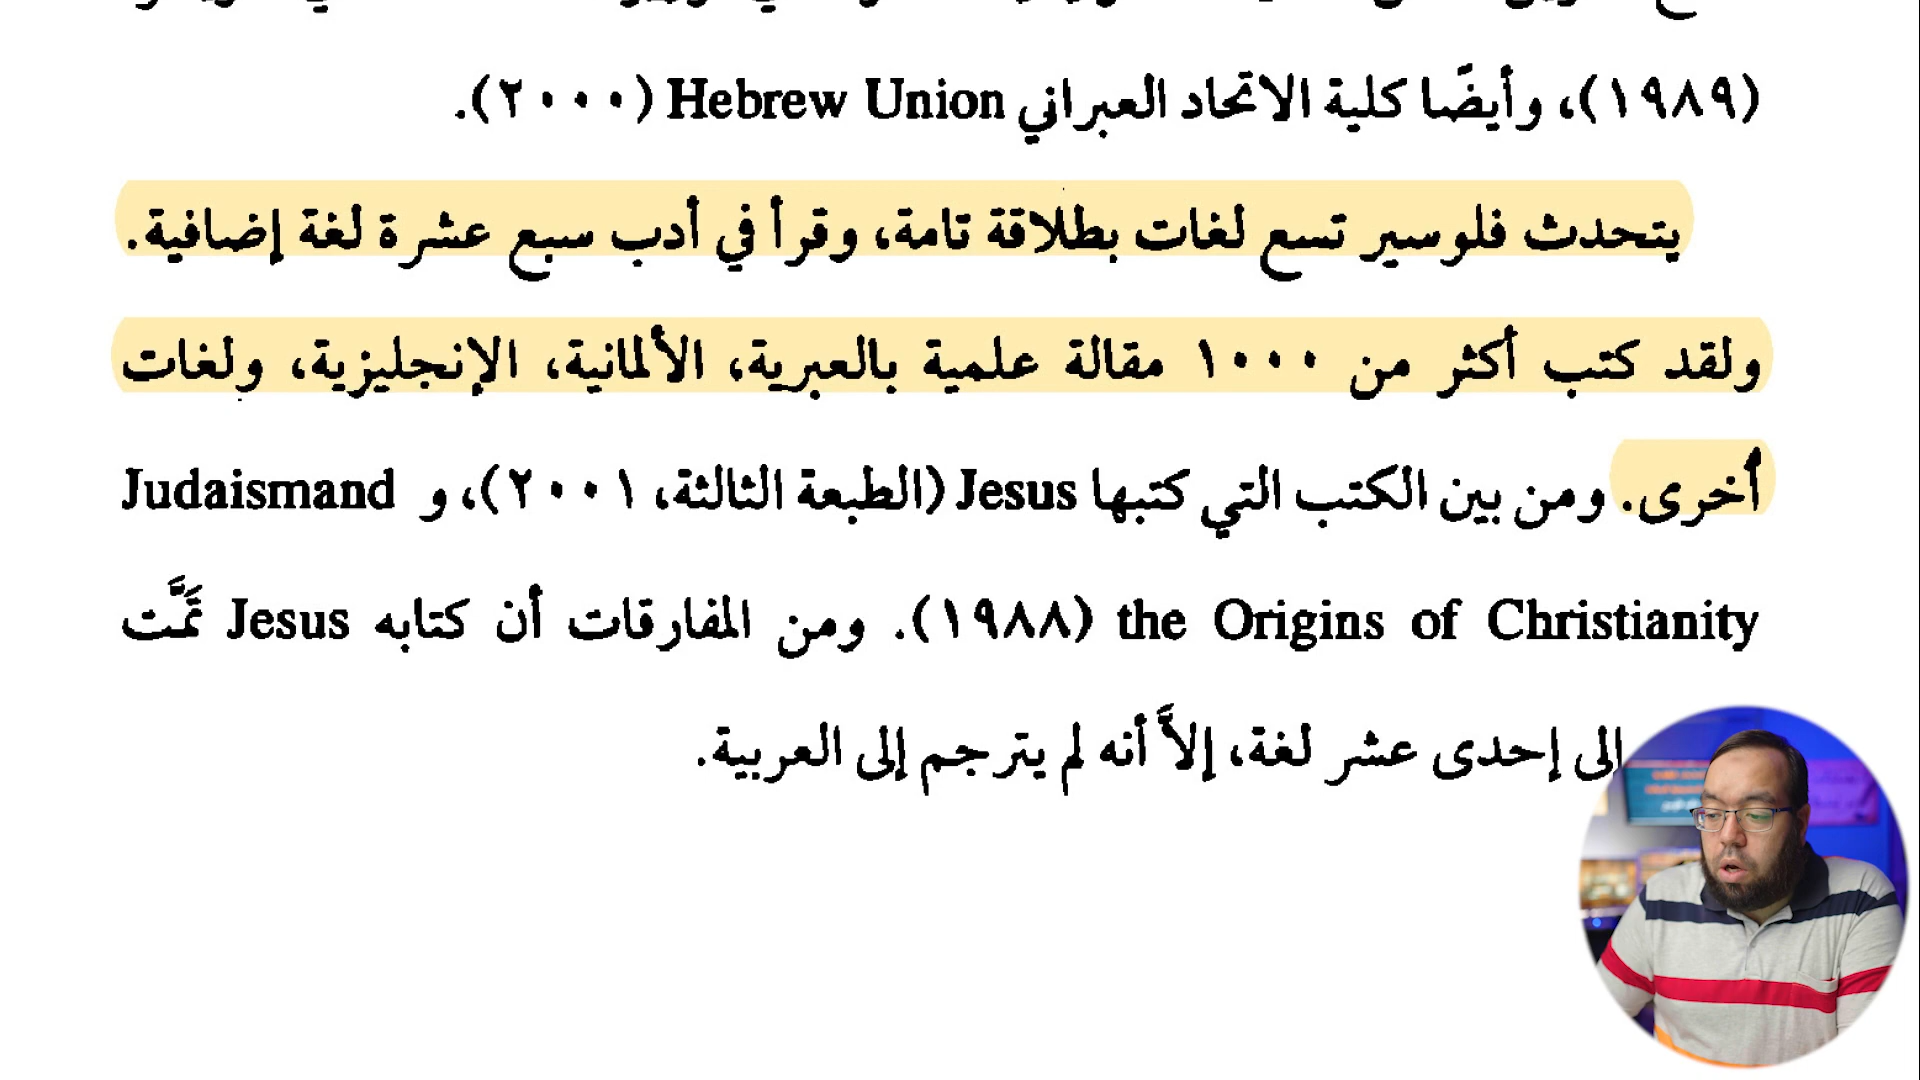 (١٩٨٩)، وأيضًا كلية الاتحاد العبراني Hebrew Union (٢٠٠٠).
يتحدث فلوسير تسع لغات بطلاقة تامة، وقرأ في أدب سبع عشرة لغة إضافية.
ولقد كتب أكثر من ١٠٠٠ مقالة علمية بالعبرية، الألمانية، الإنجليزية، ولغات
أخرى. ومن بين الكتب التي كتبها Jesus (الطبعة الثالثة، ٢٠٠١)، و Judaismand
the Origins of Christianity (١٩٨٨). ومن المفارقات أن كتابه Jesus تمَّت
إلى إحدى عشر لغة، إلاَّ أنه لم يترجم إلى العربية.